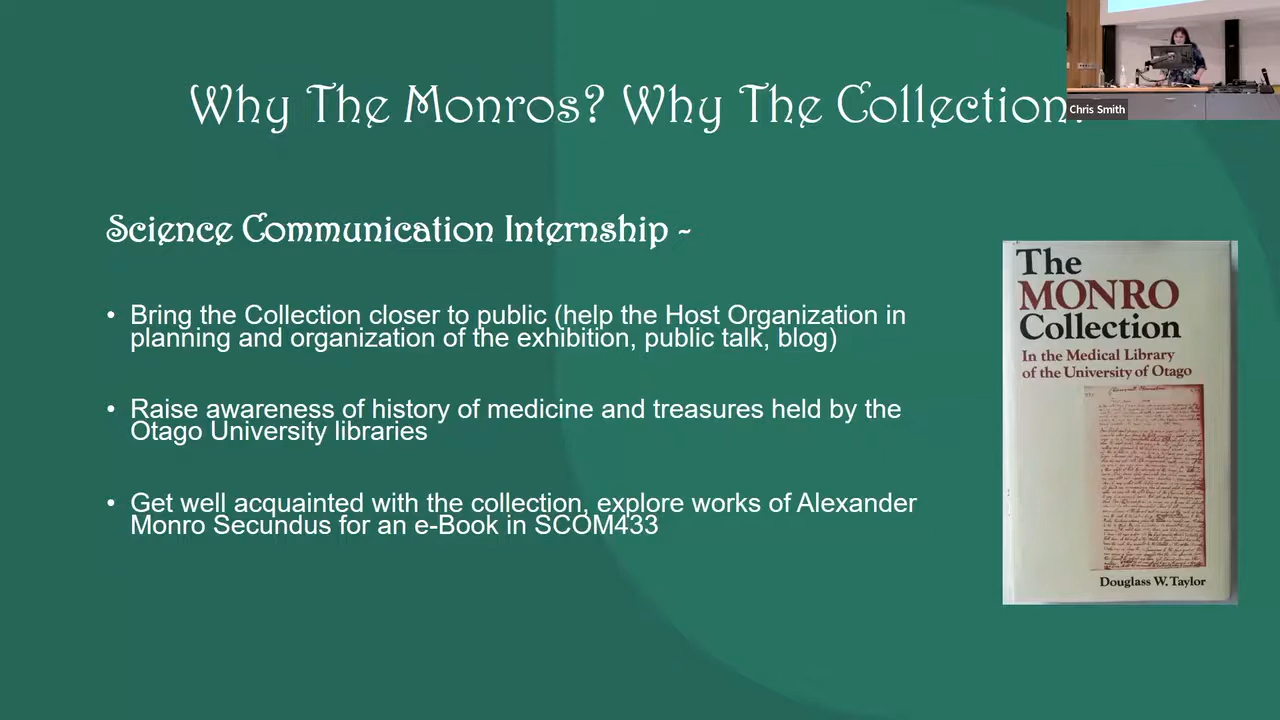 Why The Monros? Why The Collection
Chris Smith
Science Communication Internship -
• Bring the Collection closer to public (help the Host Organization in
planning and organization of the exhibition, public talk, blog)
• Raise awareness of history of medicine and treasures held by the
Otago University libraries
• Get well acquainted with the collection, explore works of Alexander
Monro Secundus for an e-Book in SCOM433
The
MONRO
Collection
In the Medical Library
of the University of Otago
Douglass W. Taylor